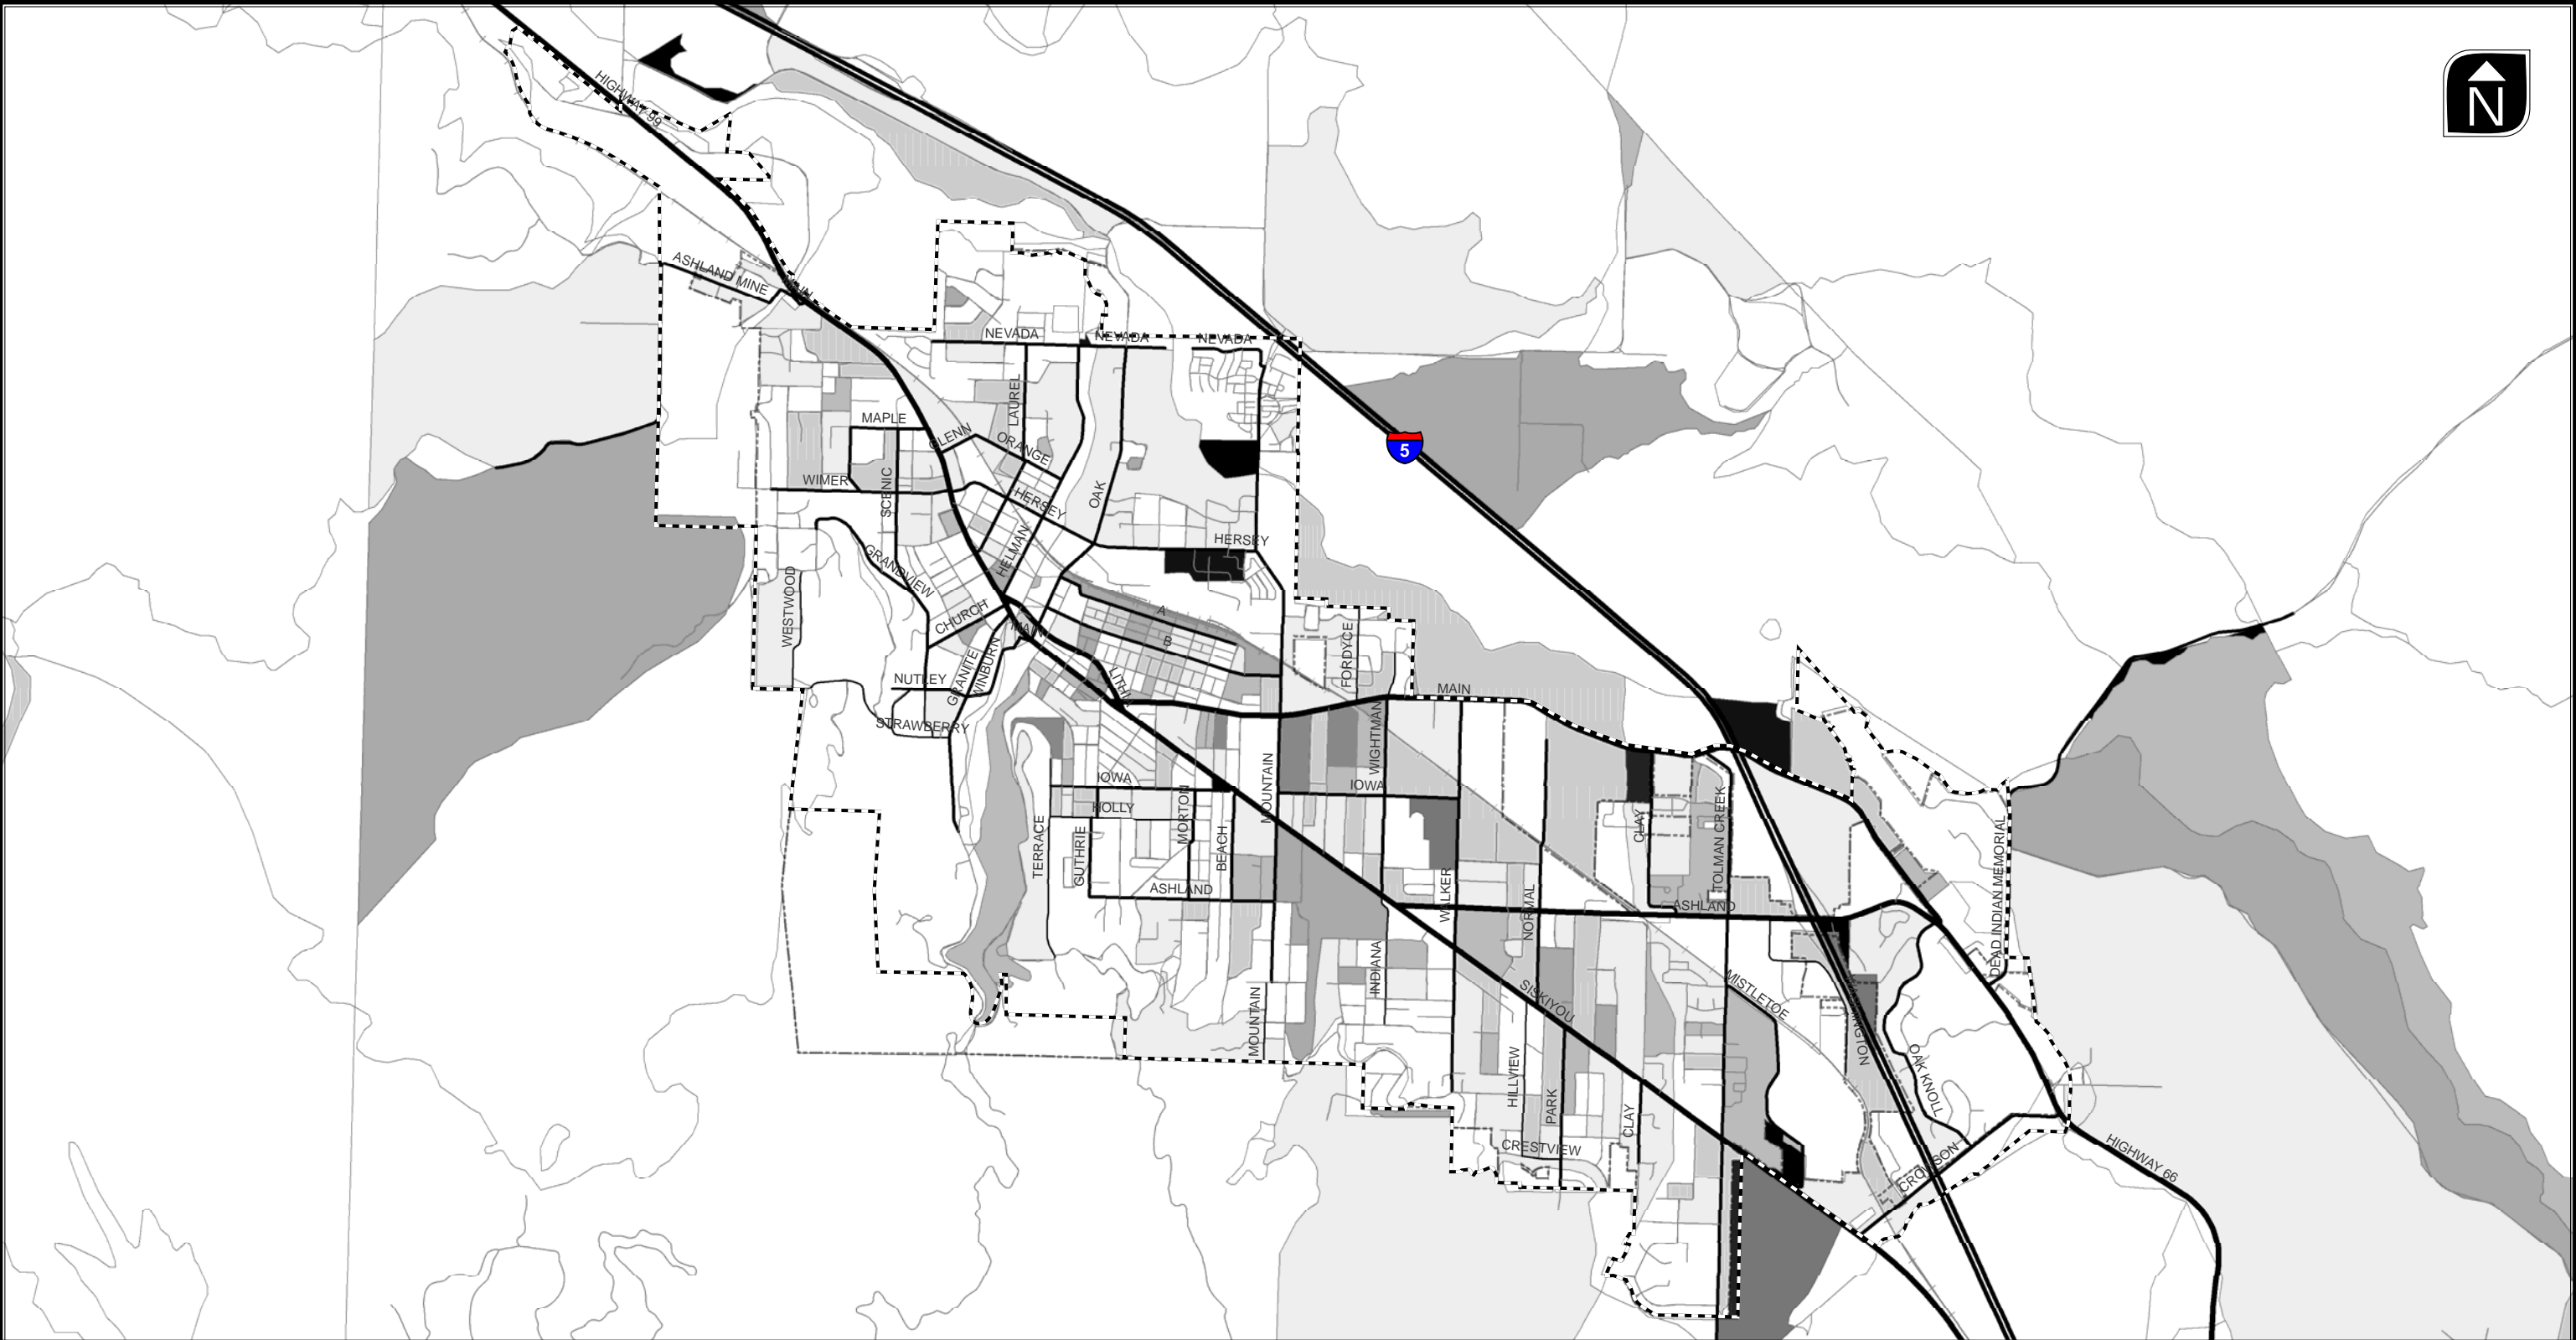 HIGHWAY 99
N
ASHLAND MINE
NEVADA
NEVADA
NEVADA
LAUREL
MAPLE
GLENN
ORANGE
5
WIMER
SCENIC
HERSEY
OAK
HERSEY
HELMAN
GRANDVIEW
WESTWOOD
CHURCH
MAIN
A
B
FORDYCE
GRANITE
WINBURN
NUTLEY
LITHIA
MAIN
STRAWBERRY
WIGHTMAN
IOWA
MOUNTAIN
IOWA
HOLLY
MORTON
TERRACE
GUTHRIE
BEACH
CLAY
TOLMAN CREEK
DEAD INDIAN MEMORIAL
ASHLAND
WALKER
NORMAL
ASHLAND
INDIANA
MISTLETOE
SISKIYOU
MOUNTAIN
OAK KNOLL
HILLVIEW
PARK
CLAY
CRESTVIEW
CROWSON
HIGHWAY 66